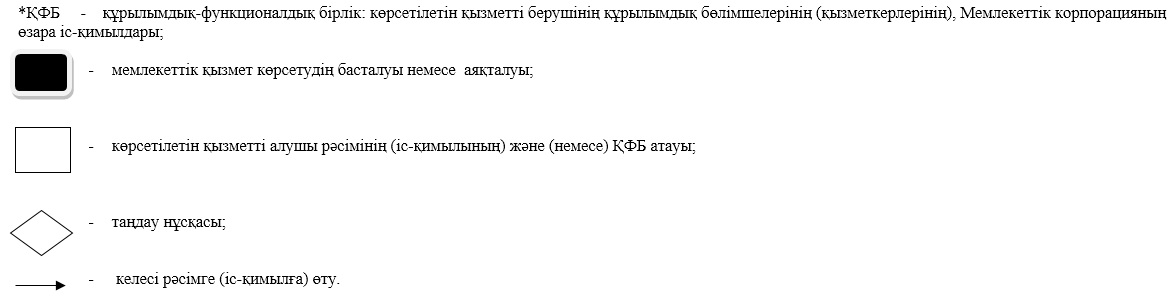 *ҚФБ - құрылымдық-функционалдық бірлік: көрсетілетін қызметті берушінің құрылымдық бөлімшелерінің (қызметкерлерінің), Мемлекеттік корпорацияның
өзара іс-қимылдары;
- мемлекеттік қызмет көрсетудің басталуы немесе аяқталуы;
- көрсетілетін қызметті алушы рәсімінің (іс-қимылының) және (немесе) ҚФБ атауы;
- таңдау нұсқасы;
- келесі рәсімге (іс-қимылға) өту.